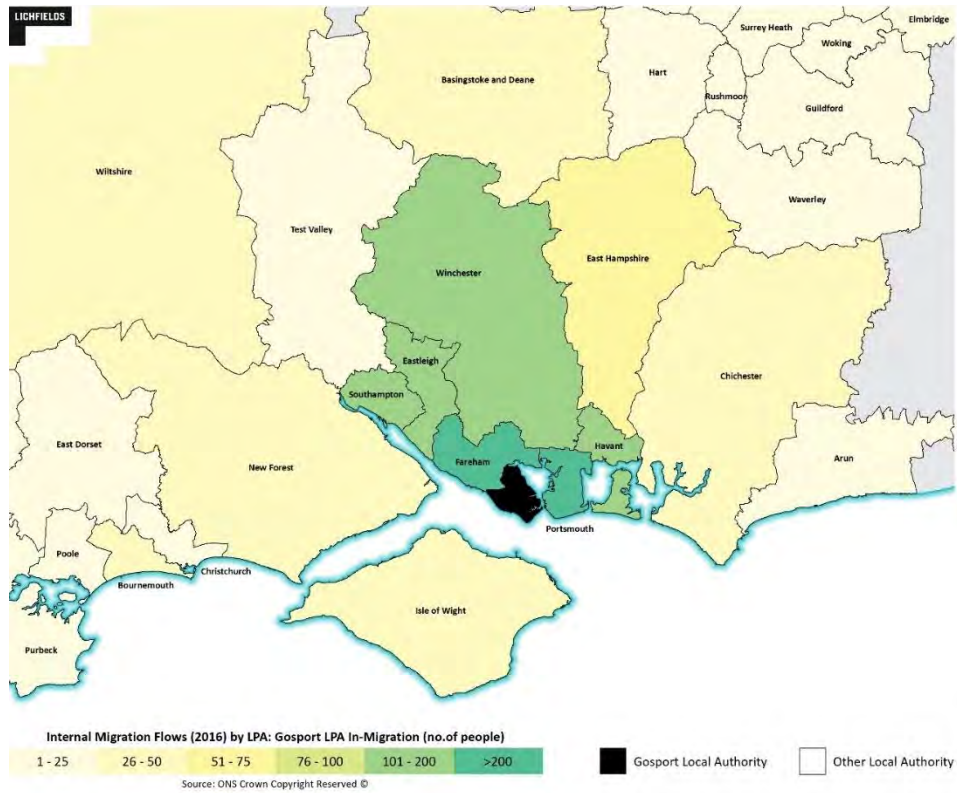 LICHFIELDS
Elmbridge
Surrey Heath
Woking
Hart
Rushmoor
Basingstoke and Deane
Guildford
Wiltshire
Waverley
Test Valley
East Hampshire
Winchester
Eastleigh
Chichester
Southampton
East Dorset
Havant
Arun
New Forest
Fareham
Portsmouth
Poole
Christchurch
Bournemouth
Isle of Wight
Purbeck
Internal Migration Flows (2016) by LPA: Gosport LPA In-Migration (no.of people)
1 - 25 26 - 50 51 - 75 76 - 100 101 - 200 >200
Gosport Local Authority Other Local Authority
Source: ONS Crown Copyright Reserved ©